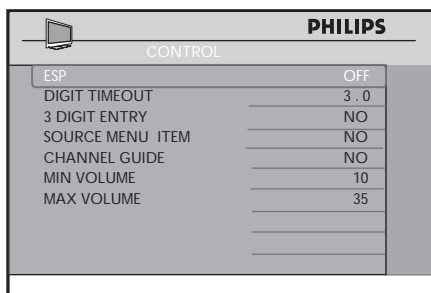 PHILIPS
CONTROL
ESP OFF
DIGIT TIMEOUT 3 . 0
3 DIGIT ENTRY NO
SOURCE MENU ITEM NO
CHANNEL GUIDE NO
MIN VOLUME 10
MAX VOLUME 35